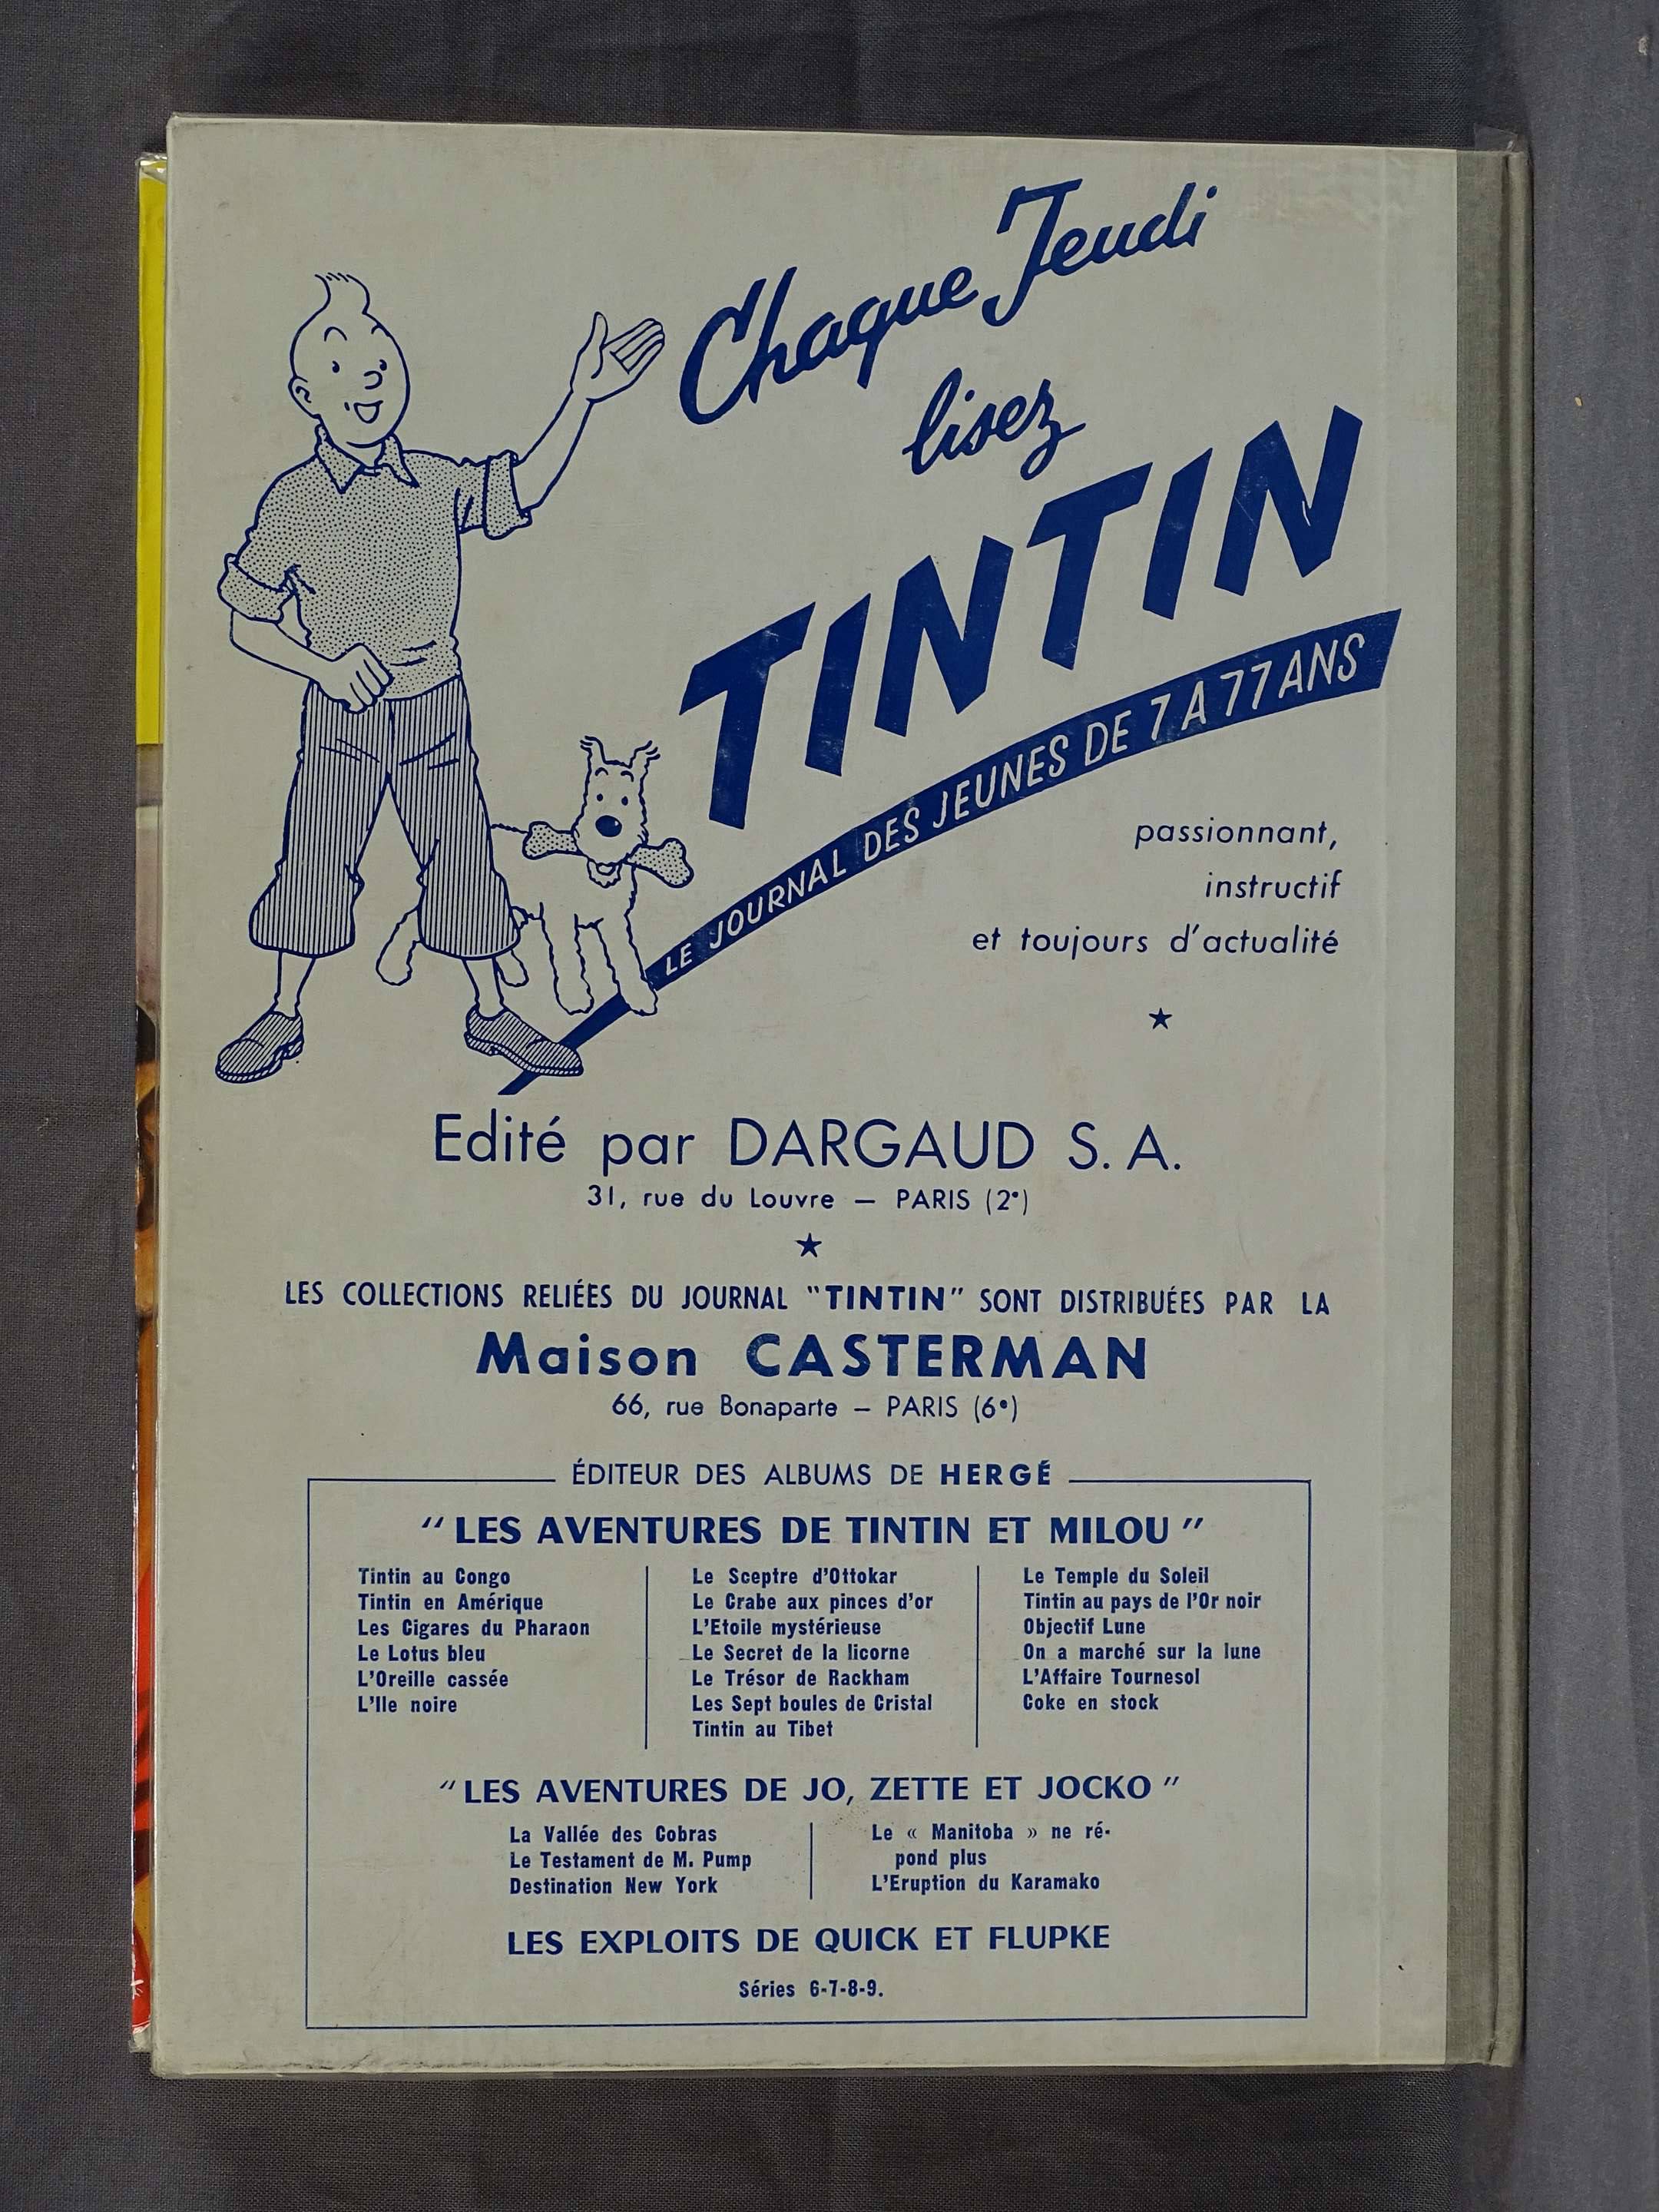 Chaque Jeudi
lisez
TINTIN
LE JOURNAL DES JEUNES DE 7 A 77 ANS
passionnant,
instructif
et toujours d'actualité
★
Edité par DARGAUD S.A.
31, rue du Louvre — PARIS (2e)
★
LES COLLECTIONS RELIÉES DU JOURNAL "TINTIN" SONT DISTRIBUÉES PAR LA
Maison CASTERMAN
66, rue Bonaparte — PARIS (6e)
ÉDITEUR DES ALBUMS DE HERGÉ
"LES AVENTURES DE TINTIN ET MILOU"
Tintin au Congo
Tintin en Amérique
Les Cigares du Pharaon
Le Lotus bleu
L'Oreille cassée
L'Ile noire
Le Sceptre d'Ottokar
Le Crabe aux pinces d'or
L'Etoile mystérieuse
Le Secret de la licorne
Le Trésor de Rackham
Les Sept boules de Cristal
Tintin au Tibet
Le Temple du Soleil
Tintin au pays de l'Or noir
Objectif Lune
On a marché sur la lune
L'Affaire Tournesol
Coke en stock
"LES AVENTURES DE JO, ZETTE ET JOCKO"
La Vallée des Cobras
Le Testament de M. Pump
Destination New York
Le « Manitoba » ne ré-
pond plus
L'Eruption du Karamako
LES EXPLOITS DE QUICK ET FLUPKE
Séries 6-7-8-9.